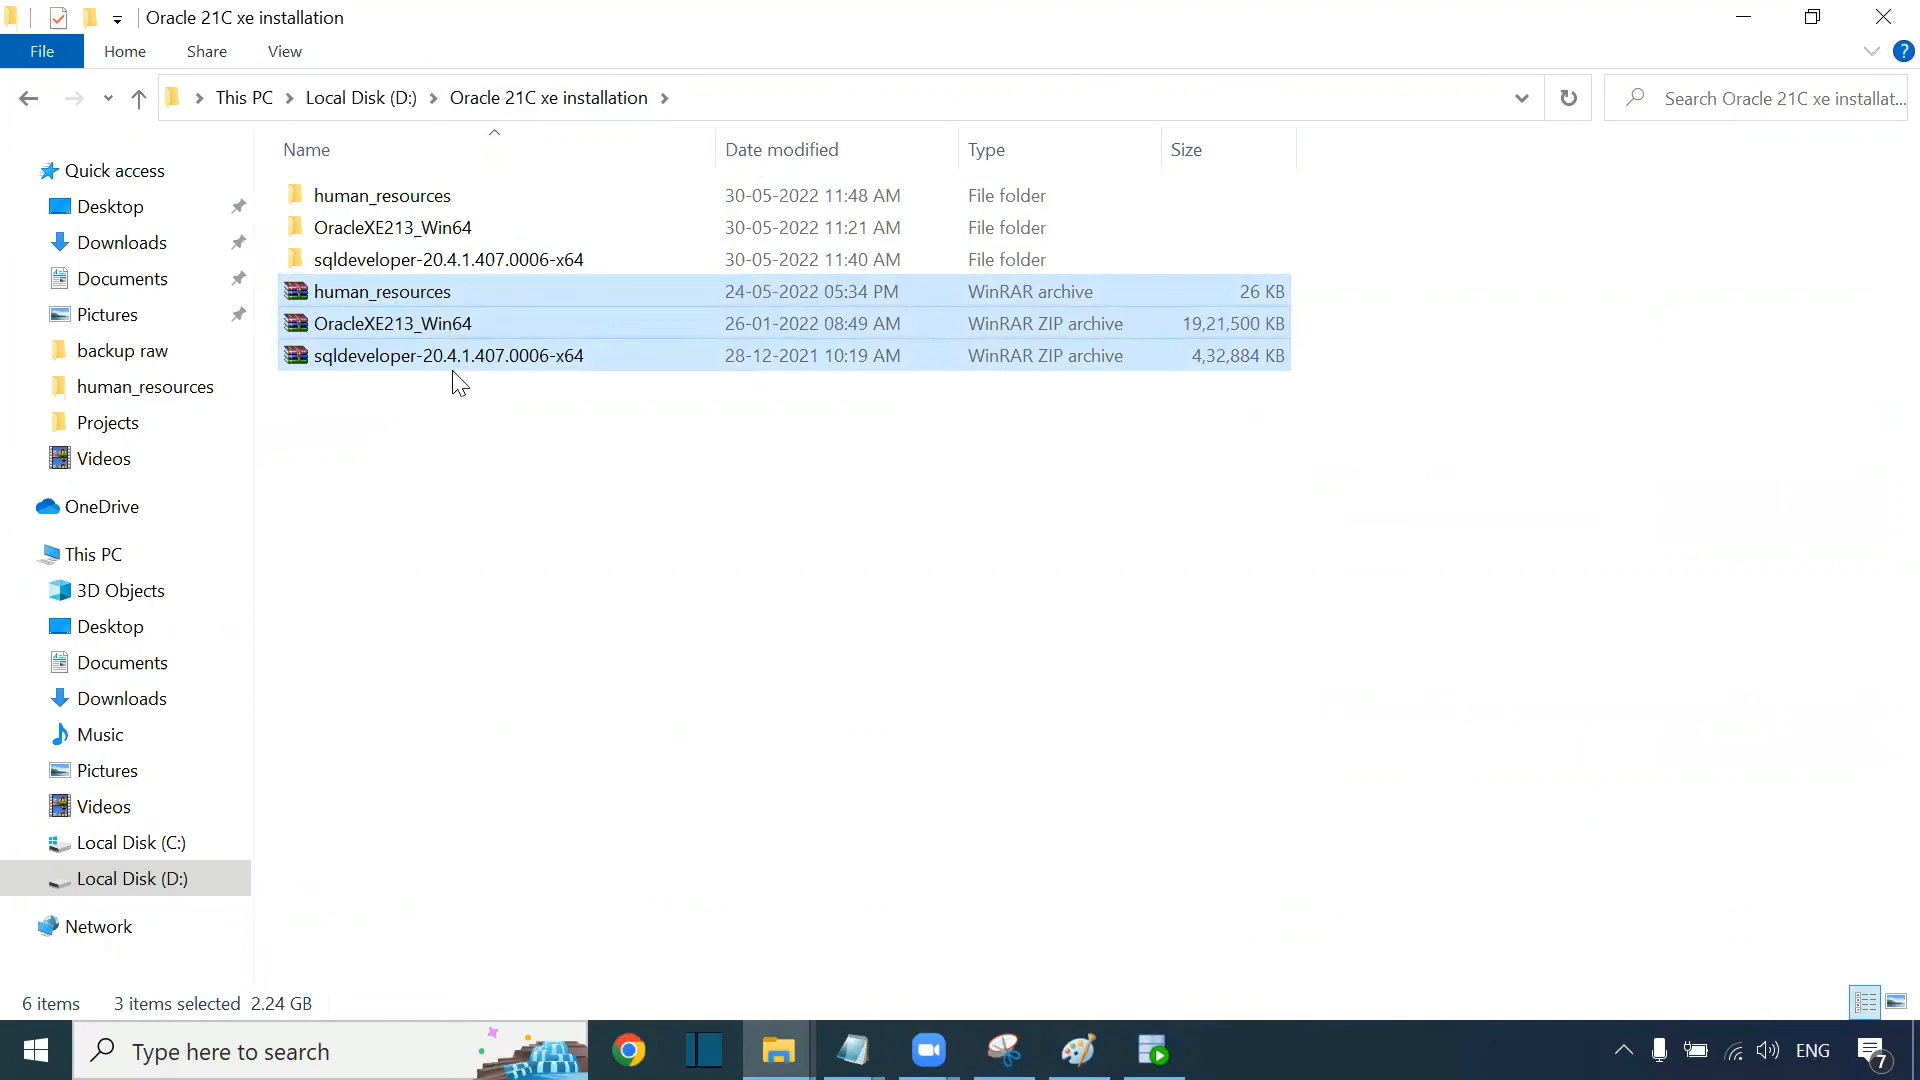 Oracle 21C xe installation
File Home Share View ?
This PC Local Disk (D:) Oracle 21C xe installation Search Oracle 21C xe installat...
Name Date modified Type Size
human_resources 30-05-2022 11:48 AM File folder
OracleXE213_Win64 30-05-2022 11:21 AM File folder
sqldeveloper-20.4.1.407.0006-x64 30-05-2022 11:40 AM File folder
human_resources 24-05-2022 05:34 PM WinRAR archive 26 KB
OracleXE213_Win64 26-01-2022 08:49 AM WinRAR ZIP archive 19,21,500 KB
sqldeveloper-20.4.1.407.0006-x64 28-12-2021 10:19 AM WinRAR ZIP archive 4,32,884 KB
Quick access
Desktop
Downloads
Documents
Pictures
backup raw
human_resources
Projects
Videos
OneDrive
This PC
3D Objects
Desktop
Documents
Downloads
Music
Pictures
Videos
Local Disk (C:)
Local Disk (D:)
Network
6 items 3 items selected 2.24 GB
Type here to search ENG 7